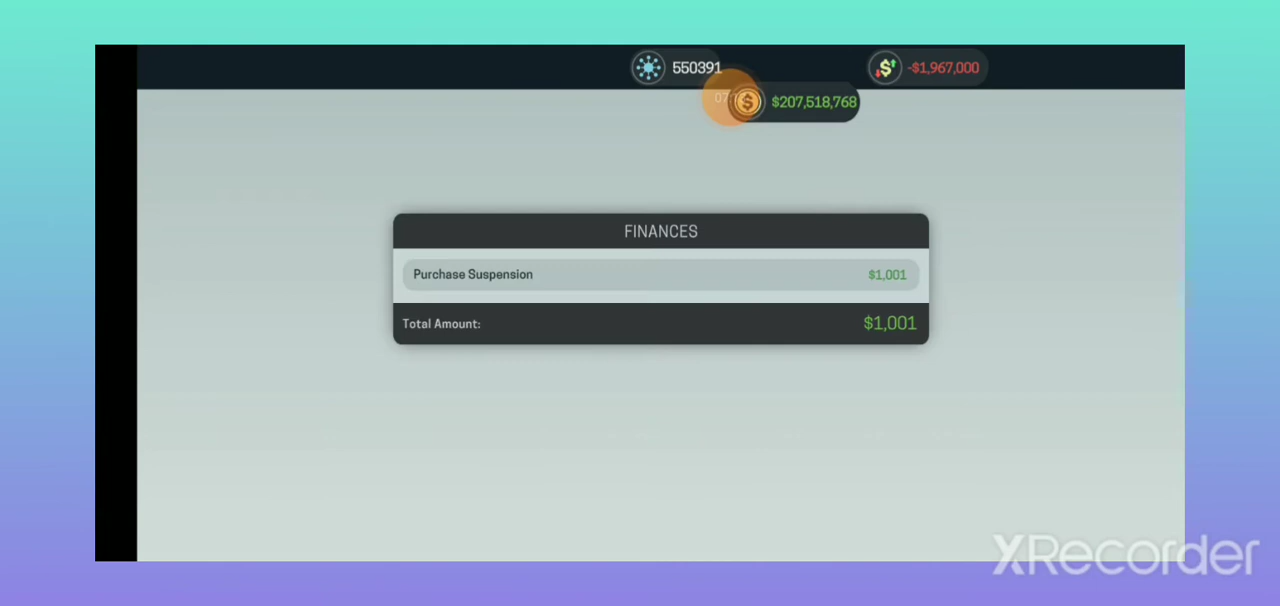 550391
-$1,967,000
$207,518,768
FINANCES
Purchase Suspension $1,001
Total Amount: $1,001
XRecorder